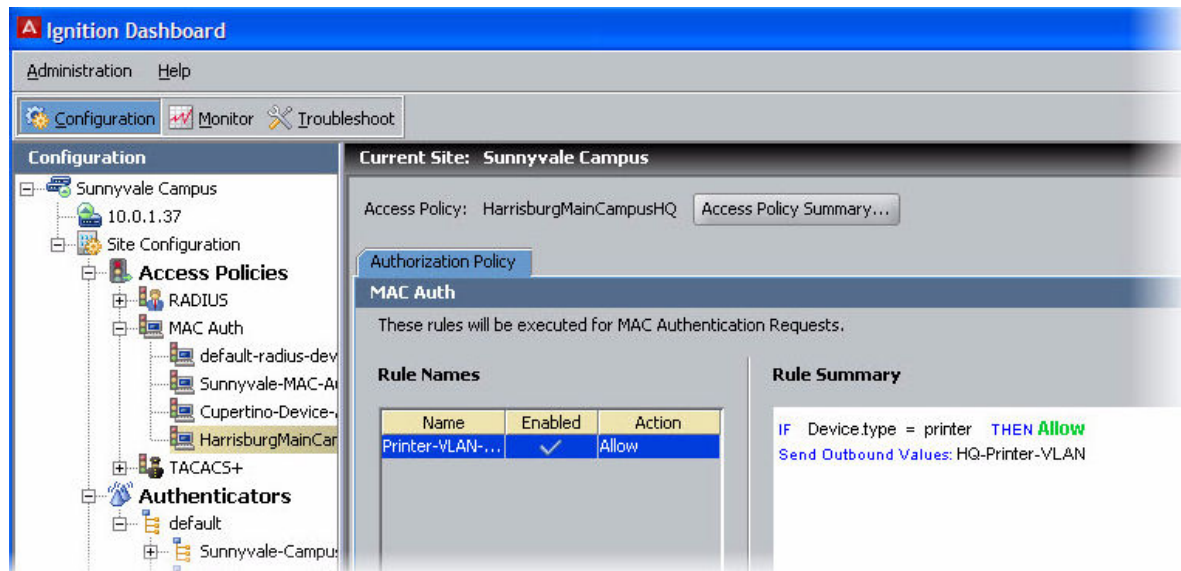 Ignition Dashboard
Administration Help
Configuration Monitor Troubleshoot
Configuration
Sunnyvale Campus
10.0.1.37
Site Configuration
Access Policies
RADIUS
MAC Auth
default-radius-dev
Sunnyvale-MAC-Au
Cupertino-Device-
HarrisburgMainCar
TACACS+
Authenticators
default
Sunnyvale-Campus
Current Site: Sunnyvale Campus
Access Policy: HarrisburgMainCampusHQ Access Policy Summary...
Authorization Policy
MAC Auth
These rules will be executed for MAC Authentication Requests.
Rule Names
Name Enabled Action
Printer-VLAN-... Allow
Rule Summary
IF Device.type = printer THEN Allow
Send Outbound Values: HQ-Printer-VLAN